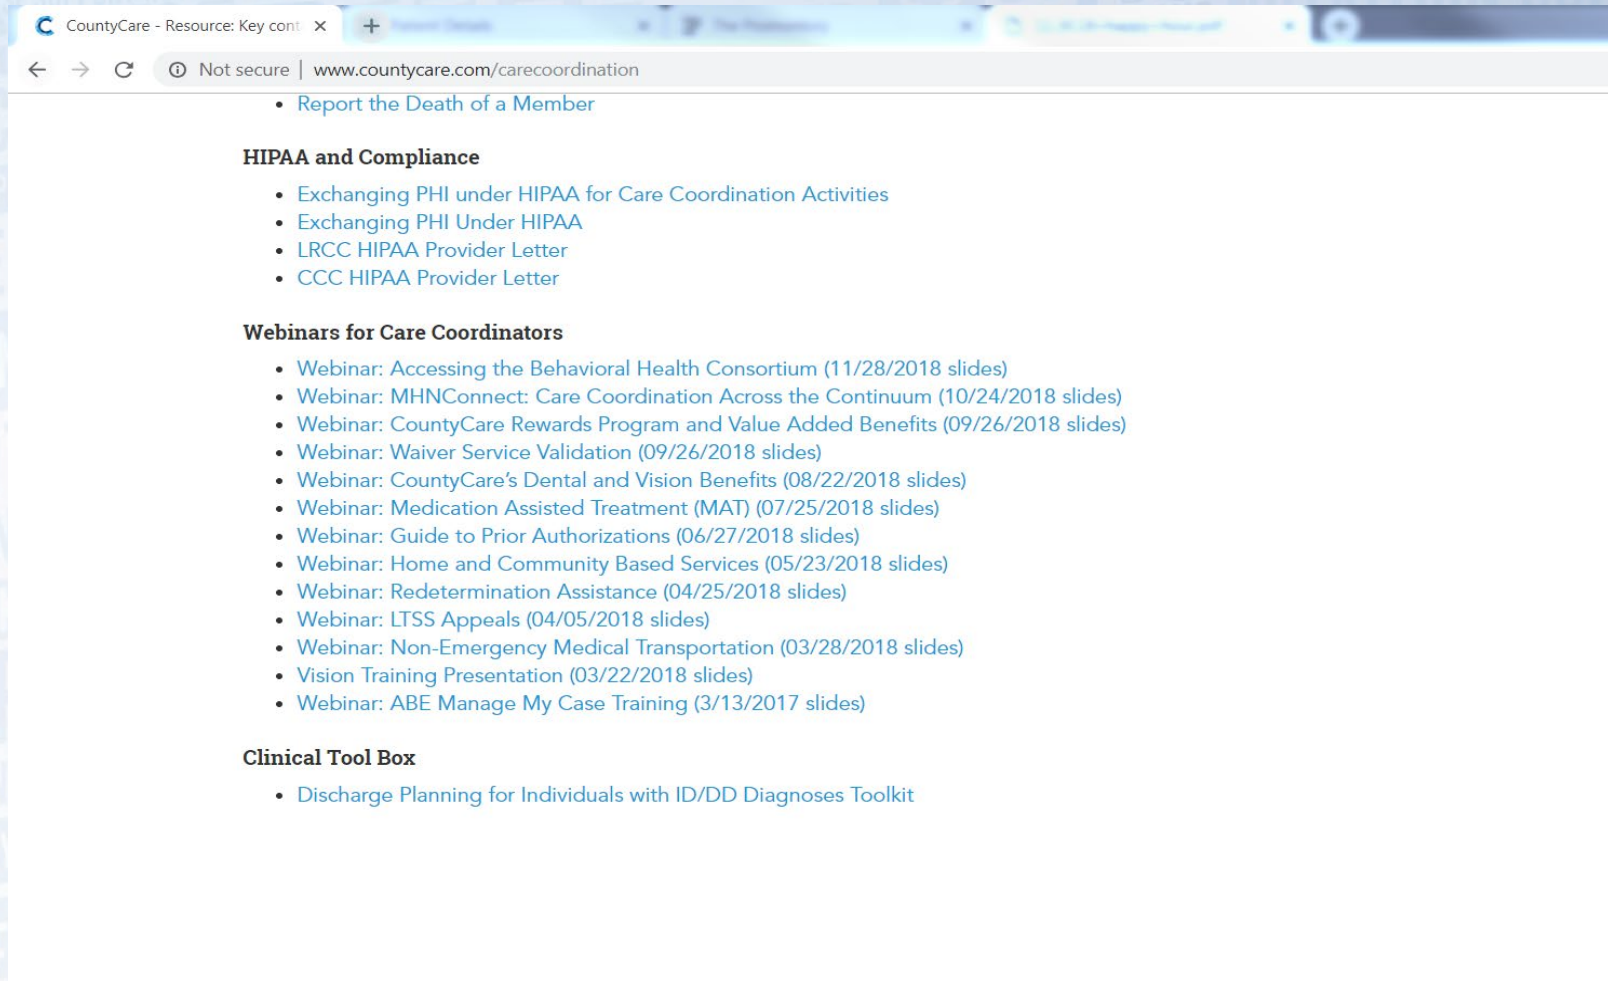 CountyCare - Resource: Key cont
Not secure | www.countycare.com/carecoordination
Report the Death of a Member
HIPAA and Compliance
Exchanging PHI under HIPAA for Care Coordination Activities
Exchanging PHI Under HIPAA
LRCC HIPAA Provider Letter
CCC HIPAA Provider Letter
Webinars for Care Coordinators
Webinar: Accessing the Behavioral Health Consortium (11/28/2018 slides)
Webinar: MHNConnect: Care Coordination Across the Continuum (10/24/2018 slides)
Webinar: CountyCare Rewards Program and Value Added Benefits (09/26/2018 slides)
Webinar: Waiver Service Validation (09/26/2018 slides)
Webinar: CountyCare’s Dental and Vision Benefits (08/22/2018 slides)
Webinar: Medication Assisted Treatment (MAT) (07/25/2018 slides)
Webinar: Guide to Prior Authorizations (06/27/2018 slides)
Webinar: Home and Community Based Services (05/23/2018 slides)
Webinar: Redetermination Assistance (04/25/2018 slides)
Webinar: LTSS Appeals (04/05/2018 slides)
Webinar: Non-Emergency Medical Transportation (03/28/2018 slides)
Vision Training Presentation (03/22/2018 slides)
Webinar: ABE Manage My Case Training (3/13/2017 slides)
Clinical Tool Box
Discharge Planning for Individuals with ID/DD Diagnoses Toolkit